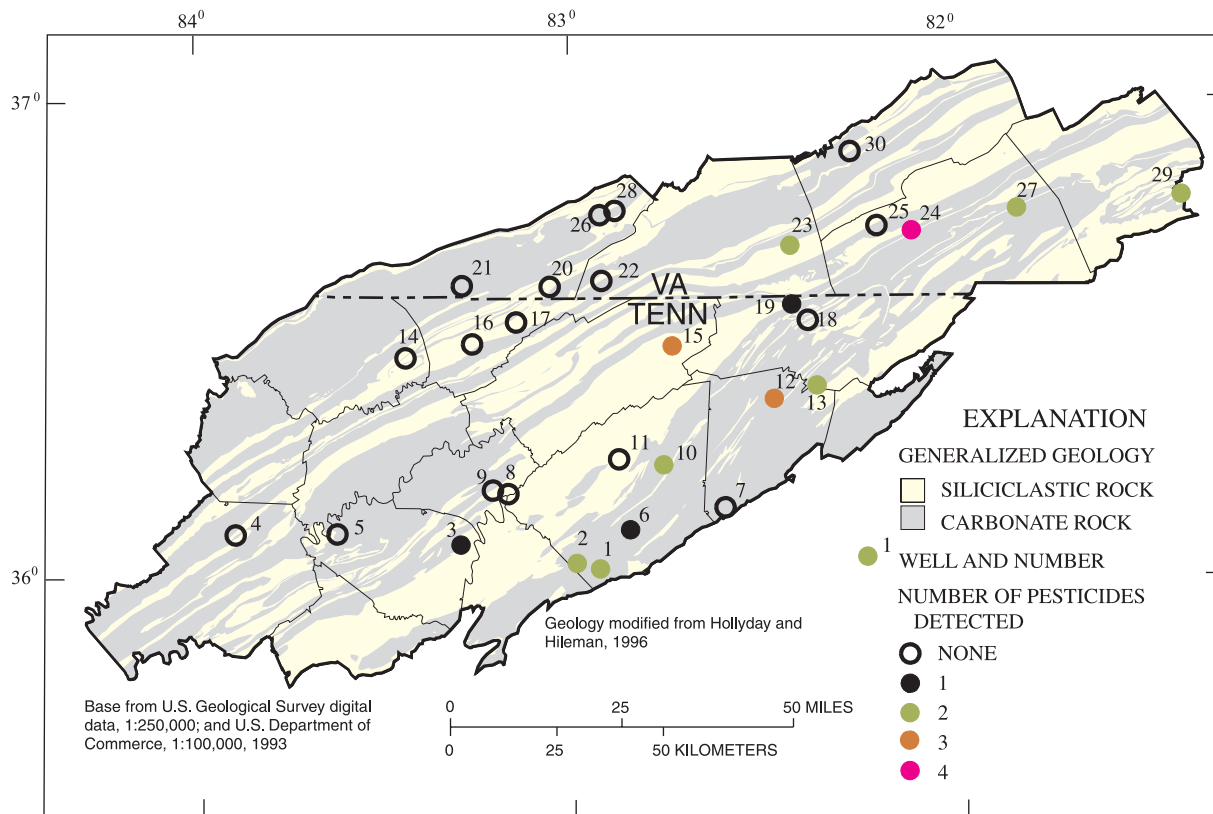 84⁰ 83⁰ 82⁰
37⁰
36⁰
30
28
26
29
27
25 24
23
22
21
20
VA
TENN
19
18
17
16
15
14
13
12
11
10
9 8
7
6
5
4
3
2
1
EXPLANATION
GENERALIZED GEOLOGY
SILICICLASTIC ROCK
CARBONATE ROCK
1 WELL AND NUMBER
NUMBER OF PESTICIDES
DETECTED
NONE
1
2
3
4
Geology modified from Hollyday and
Hileman, 1996
Base from U.S. Geological Survey digital
data, 1:250,000; and U.S. Department of
Commerce, 1:100,000, 1993
0 25 50 MILES
0 25 50 KILOMETERS